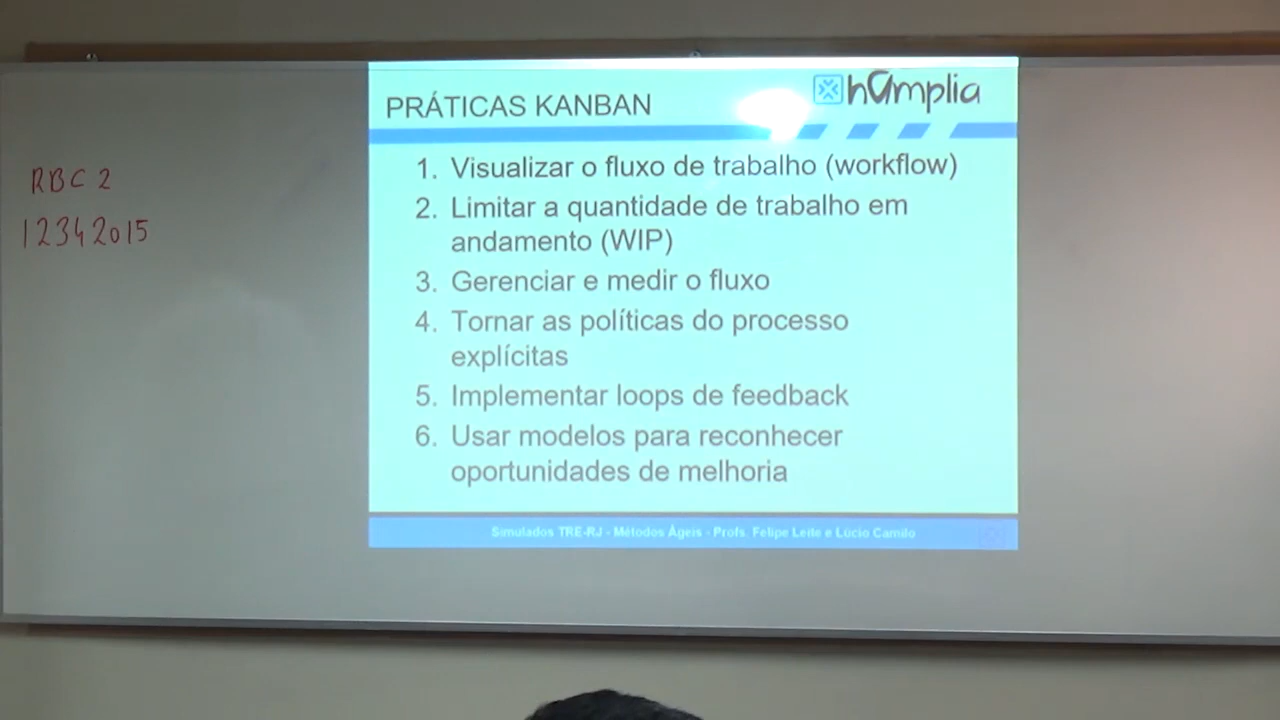 hamplia
PRÁTICAS KANBAN
1. Visualizar o fluxo de trabalho (workflow)
2. Limitar a quantidade de trabalho em
andamento (WIP)
3. Gerenciar e medir o fluxo
4. Tornar as políticas do processo
explícitas
5. Implementar loops de feedback
6. Usar modelos para reconhecer
oportunidades de melhoria
Simulados TRE-RJ - Métodos Ágeis - Profs. Felipe Leite e Lúcio Camilo
RBC 2
12342015